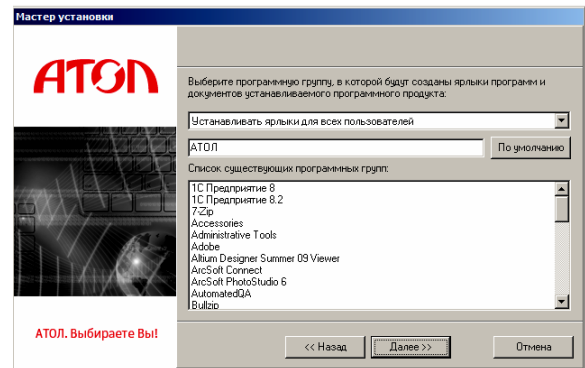 Мастер установки
АТОЛ
Выберите программную группу, в которой будут созданы ярлыки программ и
документов устанавливаемого программного продукта:
Устанавливать ярлыки для всех пользователей
АТОЛ
По умолчанию
Список существующих программных групп:
1С Предприятие 8
1С Предприятие 8.2
7-Zip
Accessories
Administrative Tools
Adobe
Altium Designer Summer 09 Viewer
ArcSoft Connect
ArcSoft PhotoStudio 6
AutomatedQA
Bullzip
АТОЛ. Выбираете Вы!
<< Назад
Далее >>
Отмена